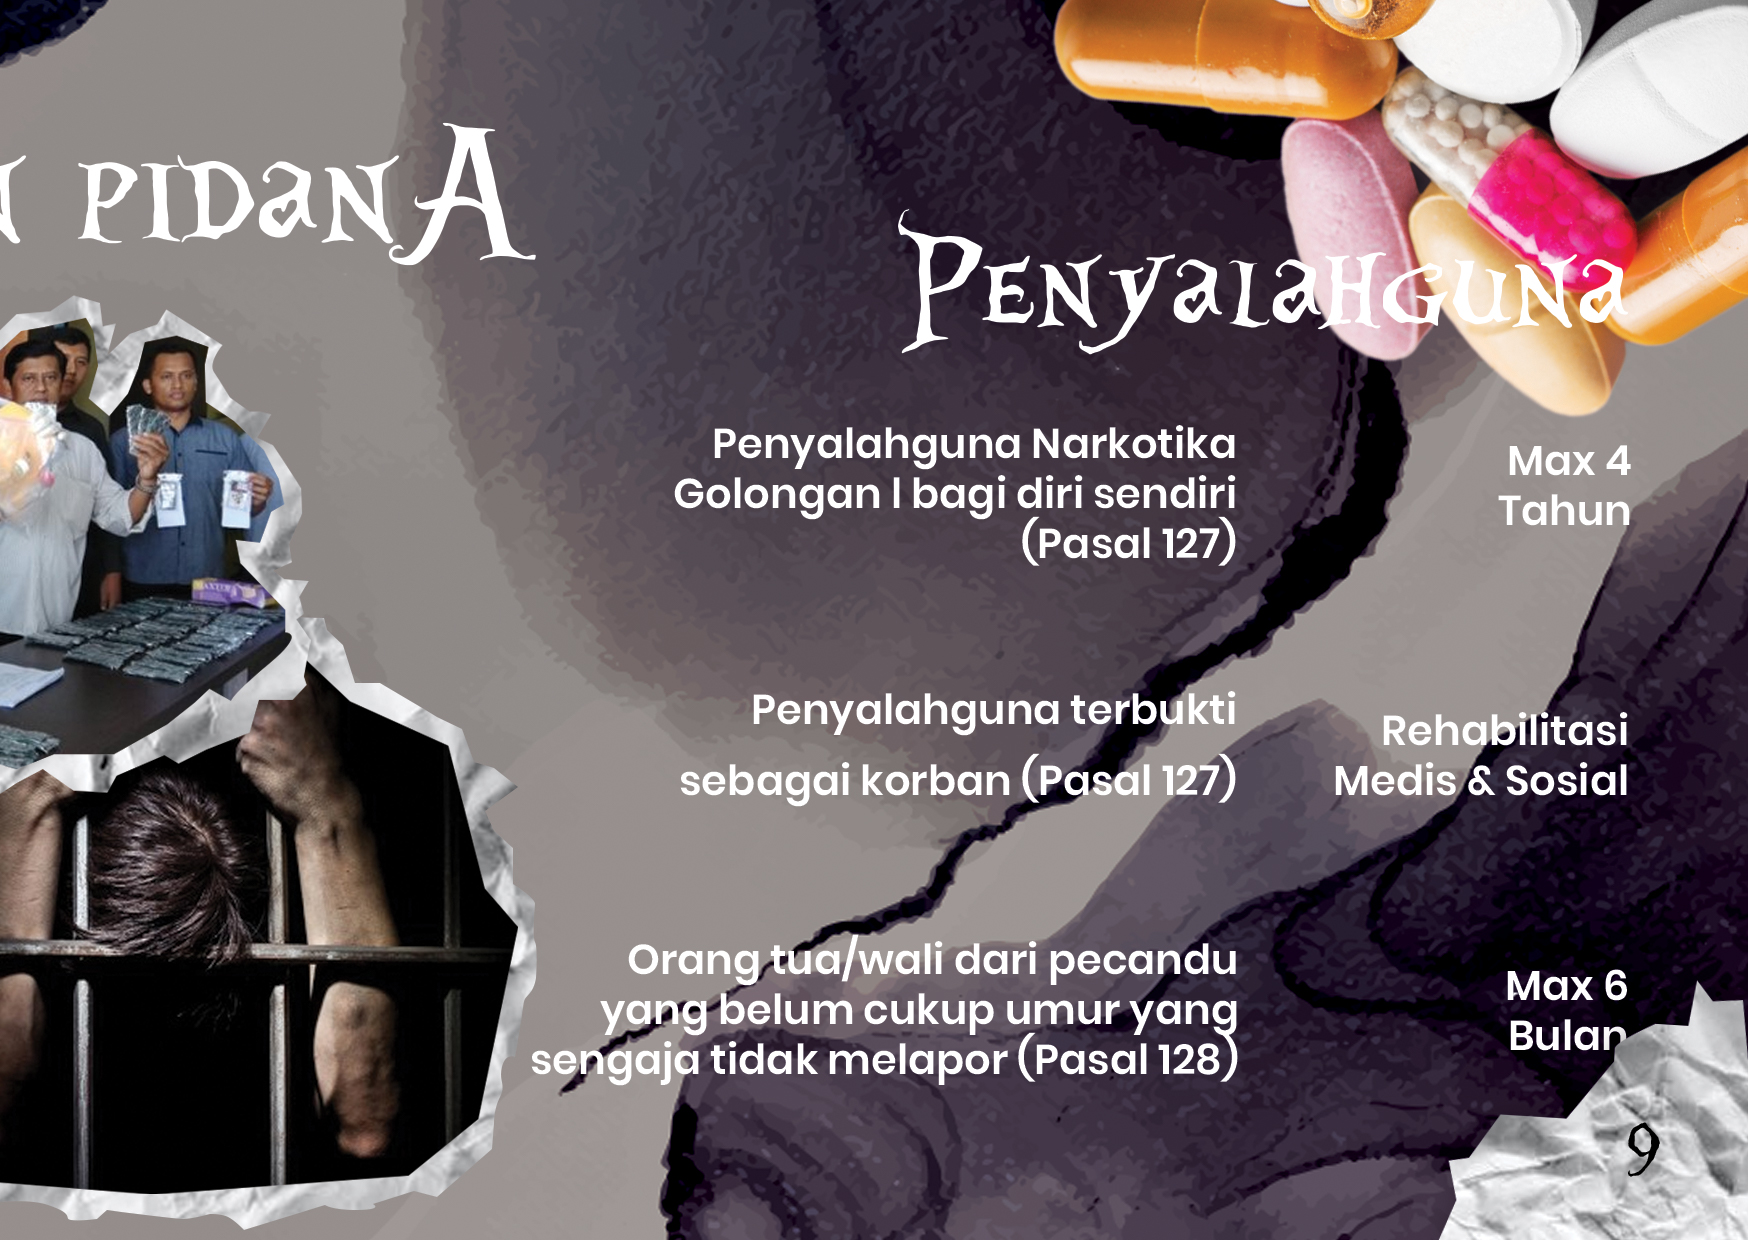 PIDANA
PENYALAHGUNA
Penyalahguna Narkotika
Golongan I bagi diri sendiri
(Pasal 127)
Max 4
Tahun
Penyalahguna terbukti
sebagai korban (Pasal 127)
Rehabilitasi
Medis & Sosial
Orang tua/wali dari pecandu
yang belum cukup umur yang
sengaja tidak melapor (Pasal 128)
Max 6
Bulan
9